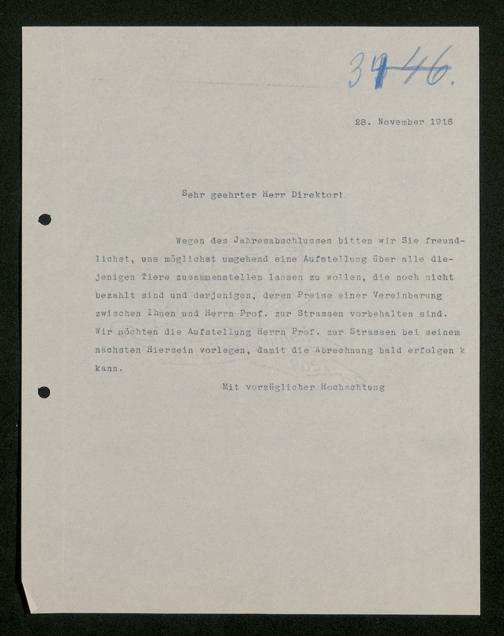 3946.
28. November 1918
Sehr geehrter Herr Direktor!
Wegen des Jahresabschlusses bitten wir Sie freund-
lichst, uns möglichst umgehend eine Aufstellung über alle die-
jenigen Tiere zusammenstellen lassen zu wollen, die noch nicht
bezahlt sind und derjenigen, deren Preise einer Vereinbarung
zwischen Ihnen und Herrn Prof. zur Strassen vorbehalten sind.
Wir möchten die Aufstellung Herrn Prof. zur Strassen bei seinem
nächsten Hiersein vorlegen, damit die Abrechnung bald erfolgen k
kann.
Mit vorzüglicher Hochachtung